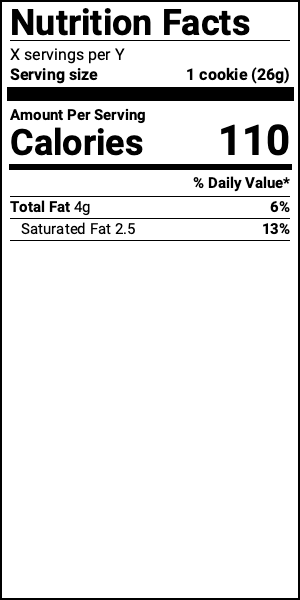 Nutrition Facts
X servings per Y
Serving size 1 cookie (26g)
Amount Per Serving
Calories 110
% Daily Value*
Total Fat 4g 6%
Saturated Fat 2.5 13%